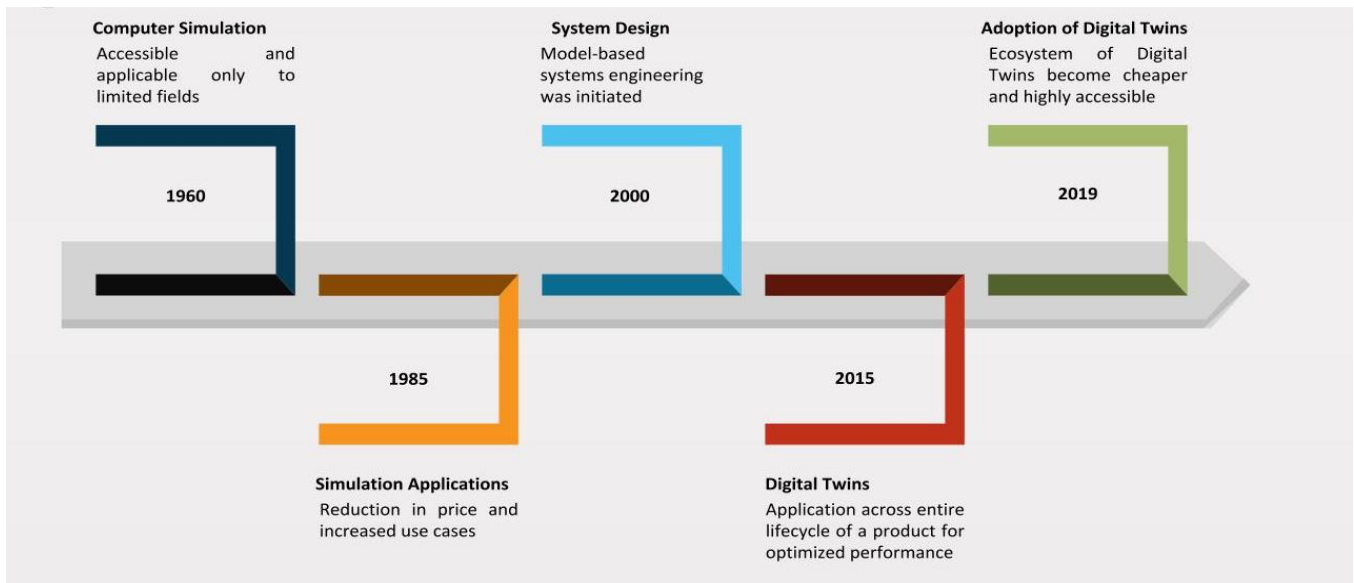 Computer Simulation
Accessible and
applicable only to
limited fields
1960
Simulation Applications
Reduction in price and
increased use cases
1985
System Design
Model-based
systems engineering
was initiated
2000
Digital Twins
Application across entire
lifecycle of a product for
optimized performance
2015
Adoption of Digital Twins
Ecosystem of Digital
Twins become cheaper
and highly accessible
2019